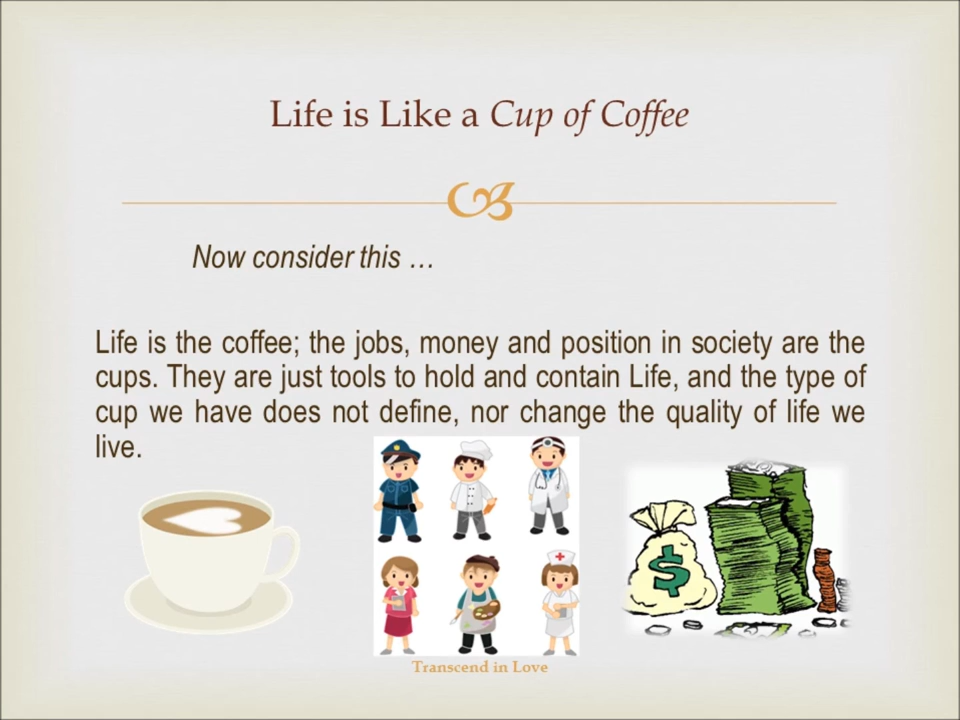 Life is Like a Cup of Coffee
Now consider this …
Life is the coffee; the jobs, money and position in society are the
cups. They are just tools to hold and contain Life, and the type of
cup we have does not define, nor change the quality of life we
live.
$
Transcend in Love